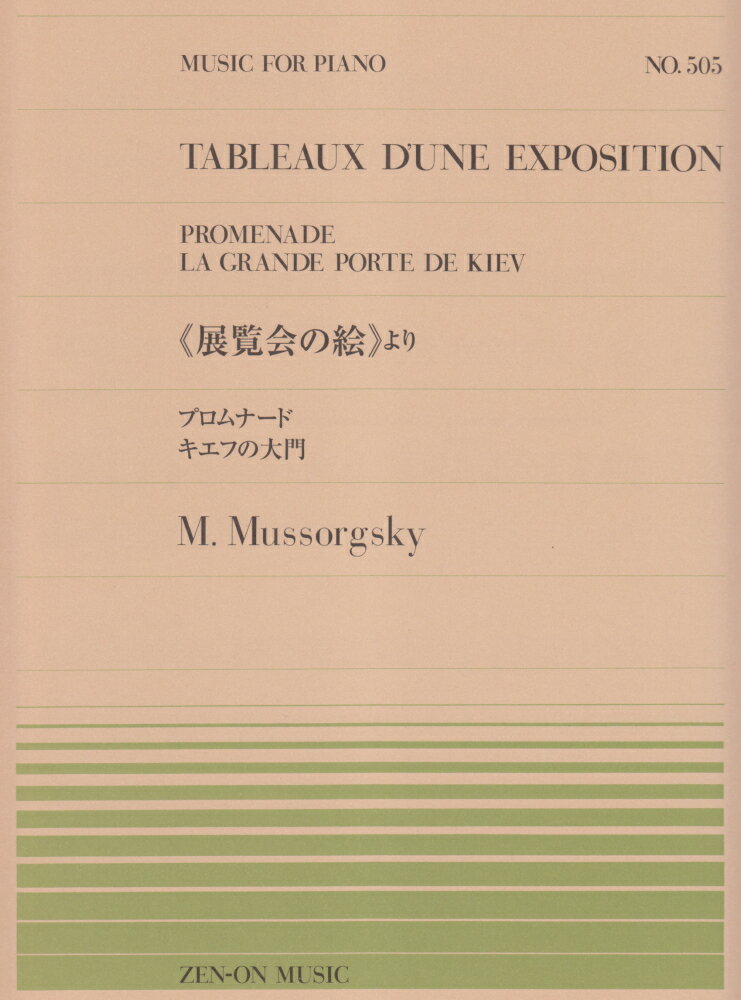 MUSIC FOR PIANO NO. 505
TABLEAUX D'UNE EXPOSITION
PROMENADE
LA GRANDE PORTE DE KIEV
《展覧会の絵》より
プロムナード
キエフの大門
M. Mussorgsky
ZEN-ON MUSIC